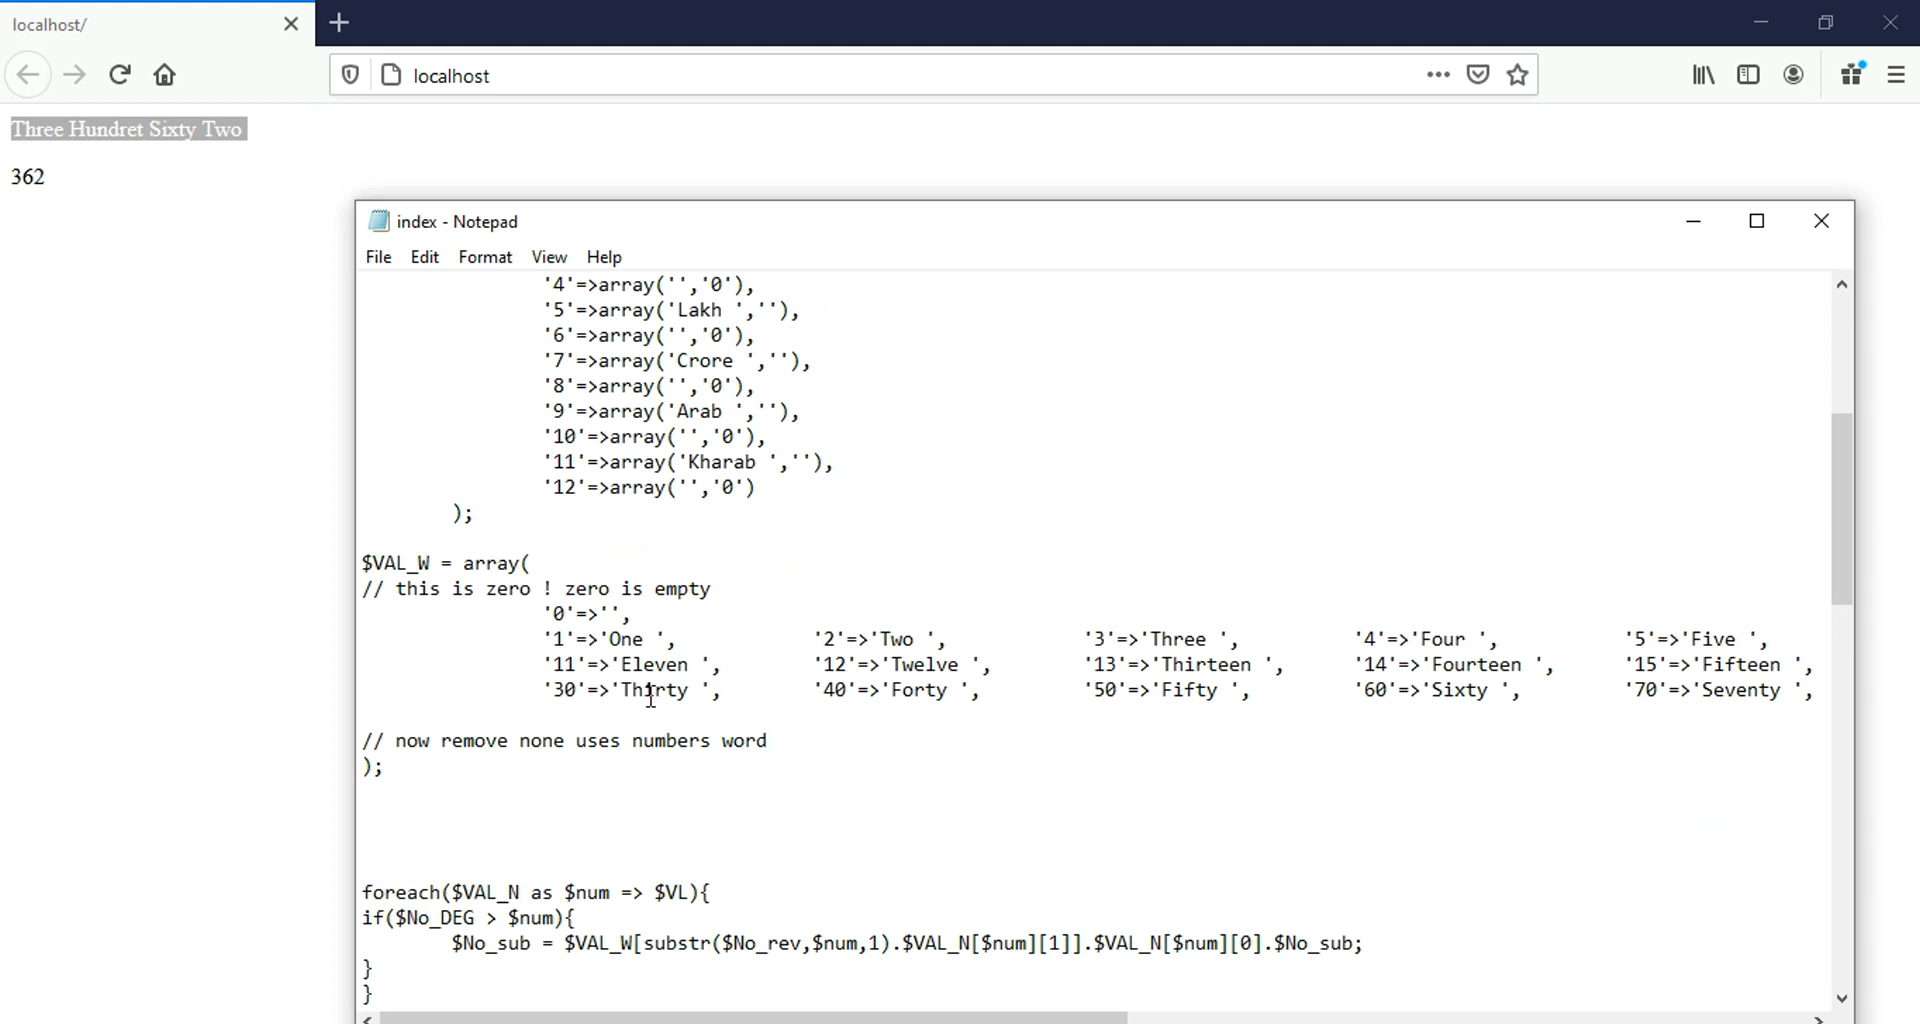 localhost/
localhost
Three Hundret Sixty Two
362
index - Notepad
File Edit Format View Help
'4'=>array('','0'),
'5'=>array('Lakh ',''),
'6'=>array('','0'),
'7'=>array('Crore ',''),
'8'=>array('','0'),
'9'=>array('Arab ',''),
'10'=>array('','0'),
'11'=>array('Kharab ',''),
'12'=>array('','0')
);
$VAL_W = array(
// this is zero ! zero is empty
'0'=>'',
'1'=>'One ', '2'=>'Two ', '3'=>'Three ', '4'=>'Four ', '5'=>'Five ',
'11'=>'Eleven ', '12'=>'Twelve ', '13'=>'Thirteen ', '14'=>'Fourteen ', '15'=>'Fifteen ',
'30'=>'Thirty ', '40'=>'Forty ', '50'=>'Fifty ', '60'=>'Sixty ', '70'=>'Seventy ',
// now remove none uses numbers word
);
foreach($VAL_N as $num => $VL){
if($No_DEG > $num){
$No_sub = $VAL_W[substr($No_rev,$num,1).$VAL_N[$num][1]].$VAL_N[$num][0].$No_sub;
}
}